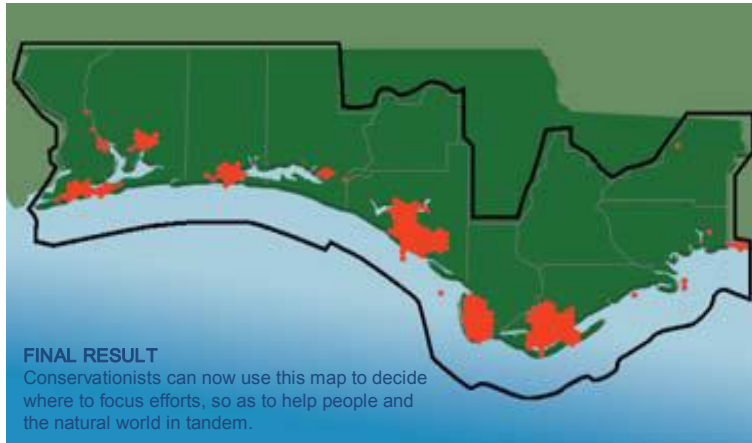 FINAL RESULT
Conservationists can now use this map to decide
where to focus efforts, so as to help people and
the natural world in tandem.